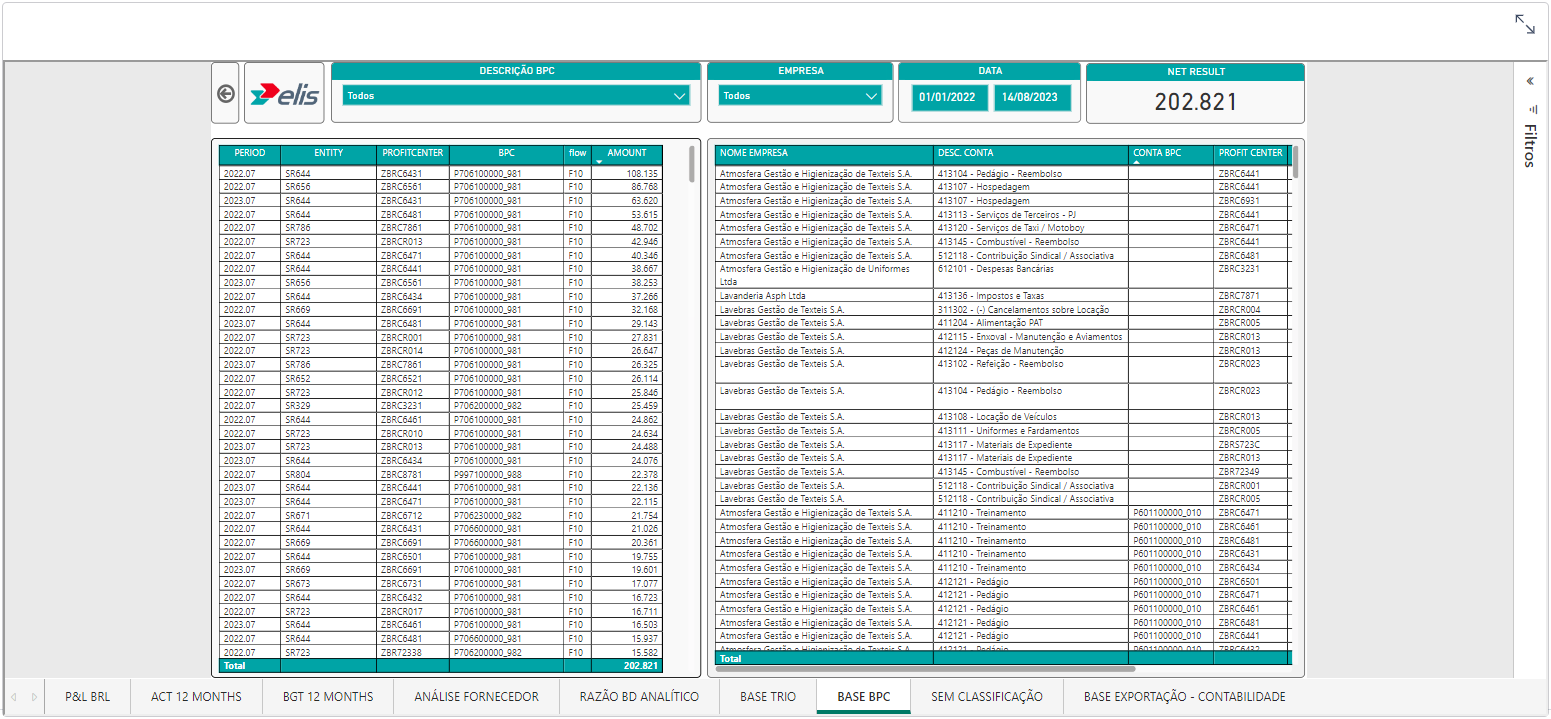 elis
DESCRIÇÃO BPC
Todos
EMPRESA
Todos
DATA
01/01/2022 14/08/2023
NET RESULT
202.821
Filtros
PERIOD ENTITY PROFITCENTER BPC flow AMOUNT
2022.07 SR644 ZBRC6431 P706100000_981 F10 108.135
2022.07 SR656 ZBRC6561 P706100000_981 F10 86.768
2023.07 SR644 ZBRC6431 P706100000_981 F10 63.620
2022.07 SR644 ZBRC6481 P706100000_981 F10 53.615
2022.07 SR786 ZBRC7861 P706100000_981 F10 48.702
2022.07 SR723 ZBRCR013 P706100000_981 F10 42.946
2022.07 SR644 ZBRC6471 P706100000_981 F10 40.346
2022.07 SR644 ZBRC6441 P706100000_981 F10 38.667
2023.07 SR656 ZBRC6561 P706100000_981 F10 38.253
2022.07 SR644 ZBRC6434 P706100000_981 F10 37.266
2022.07 SR669 ZBRC6691 P706100000_981 F10 32.168
2023.07 SR644 ZBRC6481 P706100000_981 F10 29.143
2022.07 SR723 ZBRCR001 P706100000_981 F10 27.831
2022.07 SR723 ZBRCR014 P706100000_981 F10 26.647
2023.07 SR786 ZBRC7861 P706100000_981 F10 26.325
2022.07 SR652 ZBRC6521 P706100000_981 F10 26.114
2022.07 SR723 ZBRCR012 P706100000_981 F10 25.846
2022.07 SR329 ZBRC3231 P706200000_982 F10 25.459
2022.07 SR644 ZBRC6461 P706100000_981 F10 24.862
2022.07 SR723 ZBRCR010 P706100000_981 F10 24.634
2023.07 SR723 ZBRCR013 P706100000_981 F10 24.488
2023.07 SR644 ZBRC6434 P706100000_981 F10 24.076
2022.07 SR804 ZBRC8781 P997100000_988 F10 22.378
2023.07 SR644 ZBRC6441 P706100000_981 F10 22.136
2023.07 SR644 ZBRC6471 P706100000_981 F10 22.115
2022.07 SR671 ZBRC6712 P706230000_982 F10 21.754
2022.07 SR644 ZBRC6431 P706600000_981 F10 21.026
2022.07 SR669 ZBRC6691 P706600000_981 F10 20.361
2022.07 SR644 ZBRC6501 P706100000_981 F10 19.755
2023.07 SR669 ZBRC6691 P706100000_981 F10 19.601
2022.07 SR673 ZBRC6731 P706100000_981 F10 17.077
2022.07 SR644 ZBRC6432 P706100000_981 F10 16.723
2022.07 SR723 ZBRCR017 P706100000_981 F10 16.711
2023.07 SR644 ZBRC6461 P706100000_981 F10 16.503
2022.07 SR644 ZBRC6481 P706600000_981 F10 15.937
2022.07 SR723 ZBR72338 P706200000_982 F10 15.582
Total 202.821
NOME EMPRESA DESC. CONTA CONTA BPC PROFIT CENTER
Atmosfera Gestão e Higienização de Texteis S.A. 413104 - Pedágio - Reembolso ZBRC6441
Atmosfera Gestão e Higienização de Texteis S.A. 413107 - Hospedagem ZBRC6441
Atmosfera Gestão e Higienização de Texteis S.A. 413107 - Hospedagem ZBRC6931
Atmosfera Gestão e Higienização de Texteis S.A. 413113 - Serviços de Terceiros - PJ ZBRC6441
Atmosfera Gestão e Higienização de Texteis S.A. 413120 - Serviços de Taxi / Motoboy ZBRC6471
Atmosfera Gestão e Higienização de Texteis S.A. 413145 - Combustível - Reembolso ZBRC6441
Atmosfera Gestão e Higienização de Texteis S.A. 512118 - Contribuição Sindical / Associativa ZBRC6481
Atmosfera Gestão e Higienização de Uniformes 612101 - Despesas Bancárias ZBRC3231
Ltda
Lavanderia Asph Ltda 413136 - Impostos e Taxas ZBRC7871
Lavebras Gestão de Texteis S.A. 311302 - (-) Cancelamentos sobre Locação ZBRCR004
Lavebras Gestão de Texteis S.A. 411204 - Alimentação PAT ZBRCR005
Lavebras Gestão de Texteis S.A. 412115 - Enxoval - Manutenção e Aviamentos ZBRCR013
Lavebras Gestão de Texteis S.A. 412124 - Peças de Manutenção ZBRCR013
Lavebras Gestão de Texteis S.A. 413102 - Refeição - Reembolso ZBRCR023
Lavebras Gestão de Texteis S.A. 413104 - Pedágio - Reembolso ZBRCR023
Lavebras Gestão de Texteis S.A. 413108 - Locação de Veículos ZBRCR013
Lavebras Gestão de Texteis S.A. 413111 - Uniformes e Fardamentos ZBRCR005
Lavebras Gestão de Texteis S.A. 413117 - Materiais de Expediente ZBRS723C
Lavebras Gestão de Texteis S.A. 413117 - Materiais de Expediente ZBRCR013
Lavebras Gestão de Texteis S.A. 413145 - Combustível - Reembolso ZBR72349
Lavebras Gestão de Texteis S.A. 512118 - Contribuição Sindical / Associativa ZBRCR001
Lavebras Gestão de Texteis S.A. 512118 - Contribuição Sindical / Associativa ZBRCR005
Atmosfera Gestão e Higienização de Texteis S.A. 411210 - Treinamento P601100000_010 ZBRC6471
Atmosfera Gestão e Higienização de Texteis S.A. 411210 - Treinamento P601100000_010 ZBRC6461
Atmosfera Gestão e Higienização de Texteis S.A. 411210 - Treinamento P601100000_010 ZBRC6481
Atmosfera Gestão e Higienização de Texteis S.A. 411210 - Treinamento P601100000_010 ZBRC6431
Atmosfera Gestão e Higienização de Texteis S.A. 411210 - Treinamento P601100000_010 ZBRC6434
Atmosfera Gestão e Higienização de Texteis S.A. 412121 - Pedágio P601100000_010 ZBRC6501
Atmosfera Gestão e Higienização de Texteis S.A. 412121 - Pedágio P601100000_010 ZBRC6471
Atmosfera Gestão e Higienização de Texteis S.A. 412121 - Pedágio P601100000_010 ZBRC6461
Atmosfera Gestão e Higienização de Texteis S.A. 412121 - Pedágio P601100000_010 ZBRC6481
Atmosfera Gestão e Higienização de Texteis S.A. 412121 - Pedágio P601100000_010 ZBRC6441
Atmosfera Gestão e Higienização de Texteis S.A. 412121 - Pedágio P601100000_010 ZBRC6432
Total
P&L BRL ACT 12 MONTHS BGT 12 MONTHS ANÁLISE FORNECEDOR RAZÃO BD ANALÍTICO BASE TRIO BASE BPC SEM CLASSIFICAÇÃO BASE EXPORTAÇÃO - CONTABILIDADE